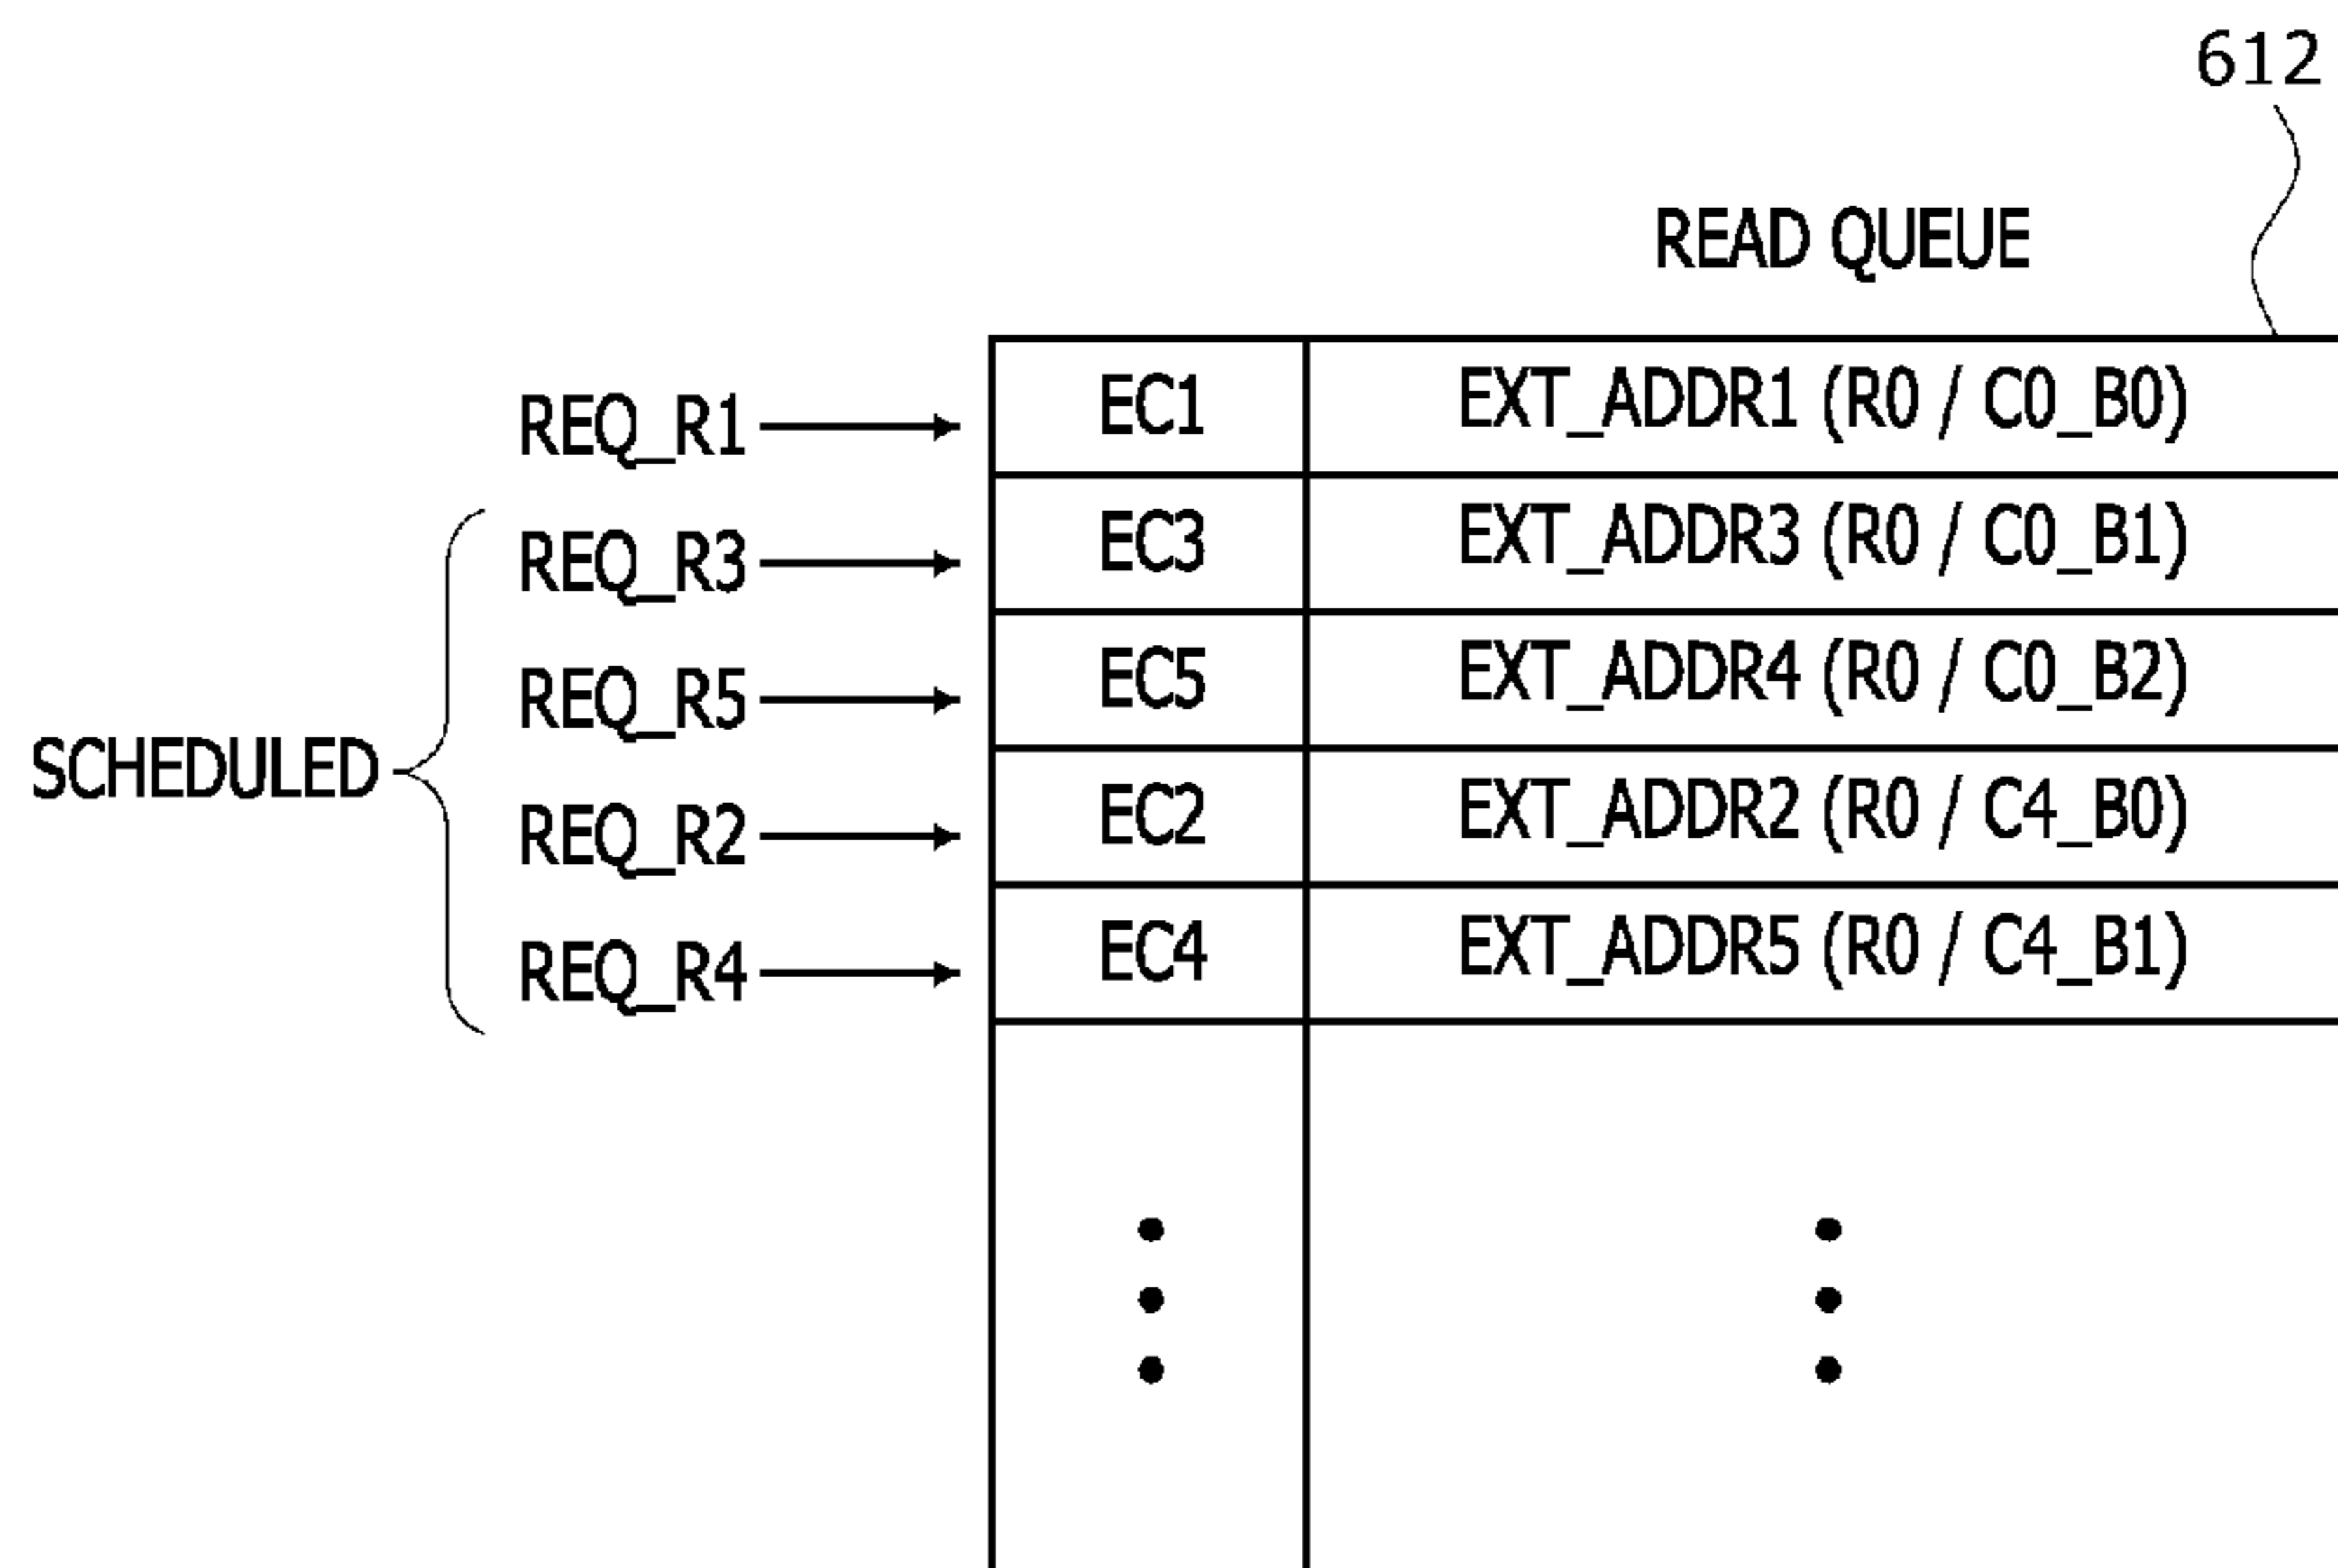 612
READ QUEUE
REQ_R1 EC1 EXT_ADDR1 (R0 / C0_B0)
REQ_R3 EC3 EXT_ADDR3 (R0 / C0_B1)
REQ_R5 EC5 EXT_ADDR4 (R0 / C0_B2)
SCHEDULED
REQ_R2 EC2 EXT_ADDR2 (R0 / C4_B0)
REQ_R4 EC4 EXT_ADDR5 (R0 / C4_B1)